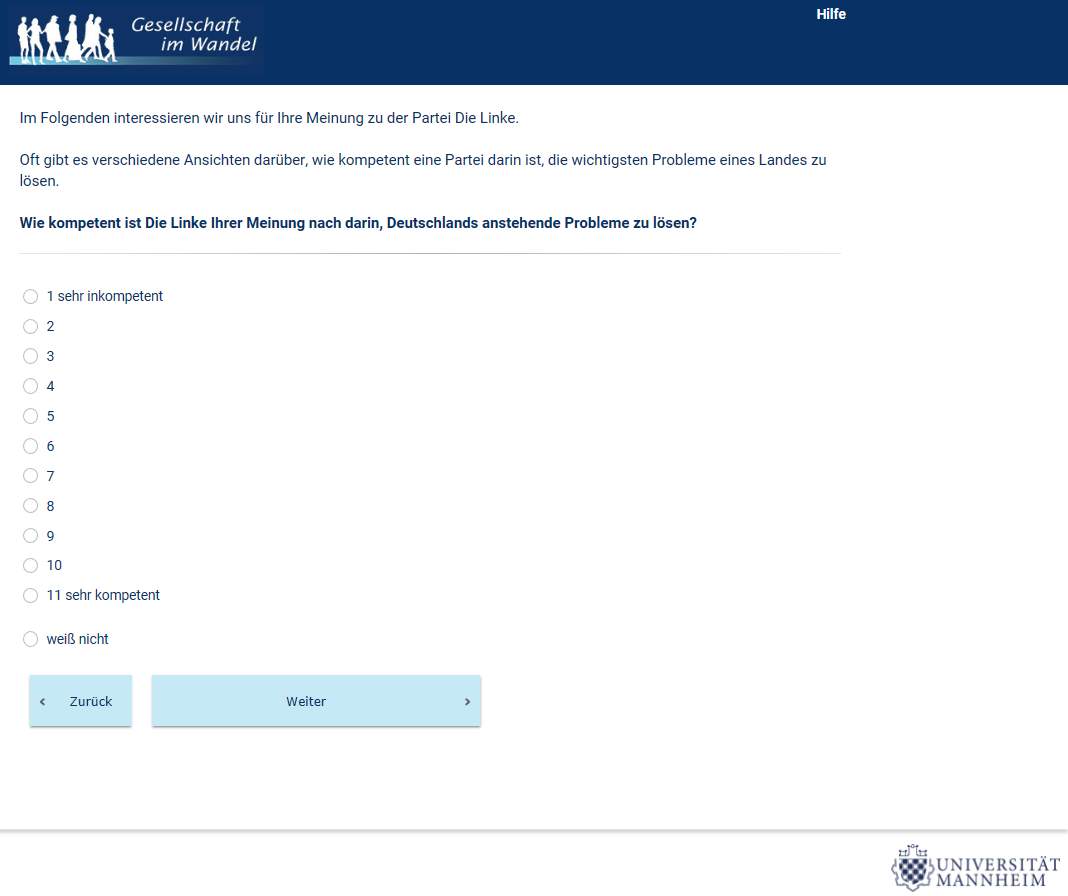 Gesellschaft
im Wandel
Hilfe
Im Folgenden interessieren wir uns für Ihre Meinung zu der Partei Die Linke.
Oft gibt es verschiedene Ansichten darüber, wie kompetent eine Partei darin ist, die wichtigsten Probleme eines Landes zu
lösen.
Wie kompetent ist Die Linke Ihrer Meinung nach darin, Deutschlands anstehende Probleme zu lösen?
1 sehr inkompetent
2
3
4
5
6
7
8
9
10
11 sehr kompetent
weiß nicht
‹ Zurück
Weiter ›
UNIVERSITÄT
MANNHEIM